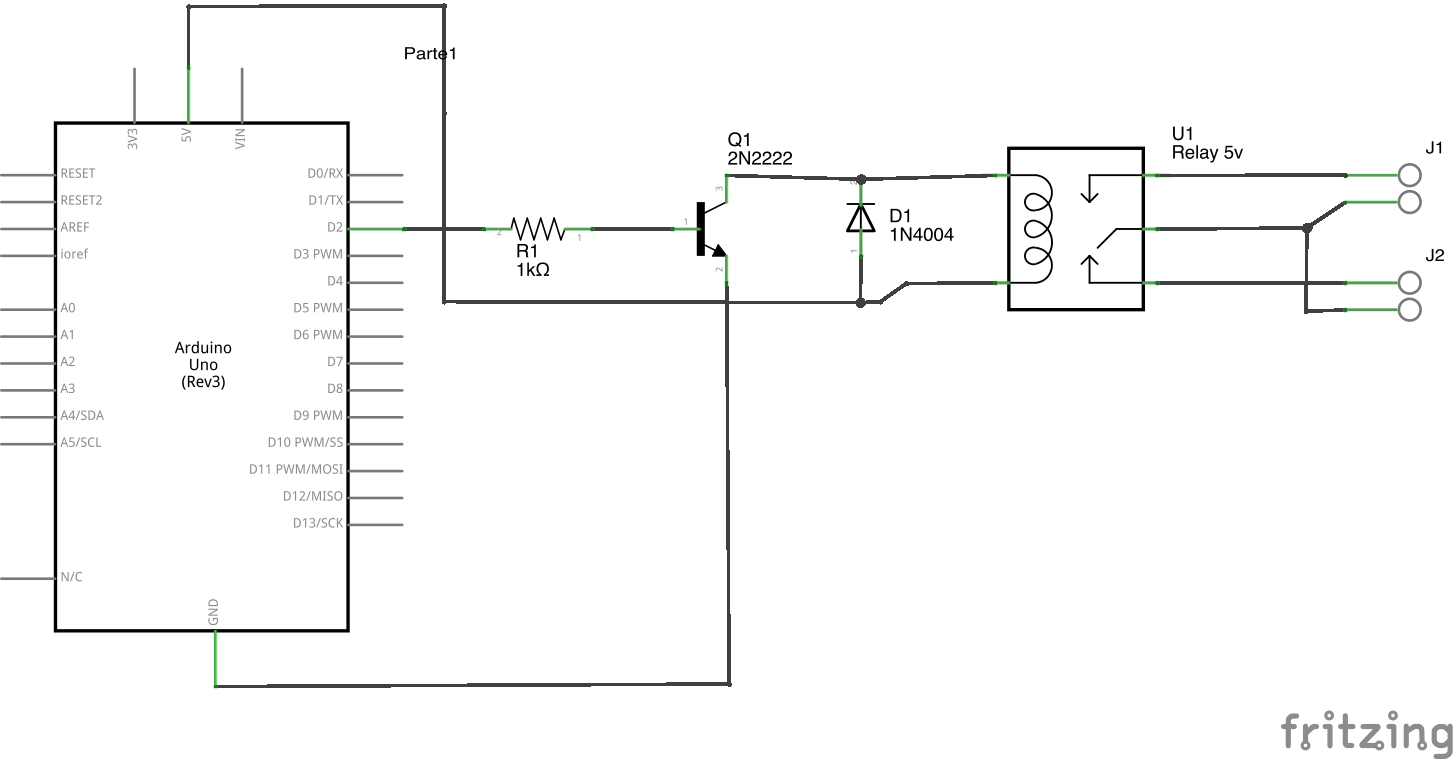 Parte1
3V3
5V
VIN
RESET
RESET2
AREF
ioref
A0
A1
A2
A3
A4/SDA
A5/SCL
N/C
Arduino
Uno
(Rev3)
D0/RX
D1/TX
D2
D3 PWM
D4
D5 PWM
D6 PWM
D7
D8
D9 PWM
D10 PWM/SS
D11 PWM/MOSI
D12/MISO
D13/SCK
GND
2
1
R1
1kΩ
Q1
2N2222
3
1
2
D1
1N4004
1
U1
Relay 5v
J1
J2
fritzing